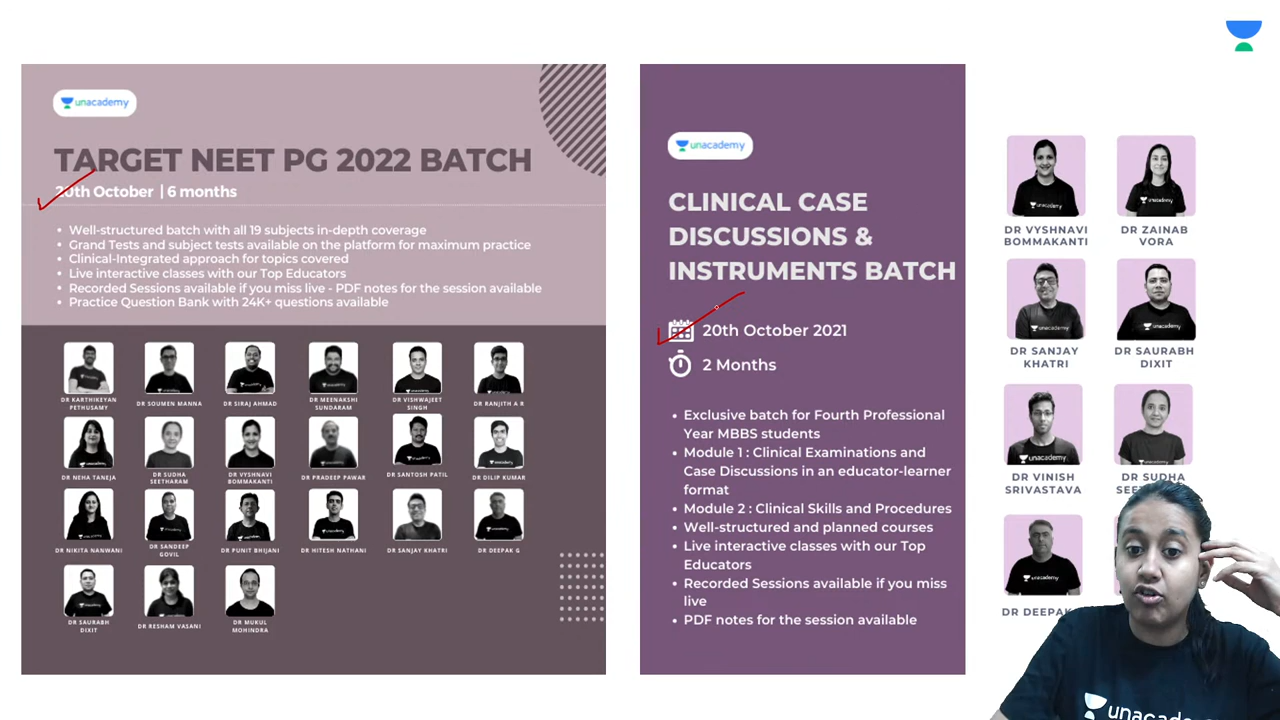 unacademy
TARGET NEET PG 2022 BATCH
20th October | 6 months
• Well-structured batch with all 19 subjects in-depth coverage
• Grand Tests and subject tests available on the platform for maximum practice
• Clinical-Integrated approach for topics covered
• Live interactive classes with our Top Educators
• Recorded Sessions available if you miss live - PDF notes for the session available
• Practice Question Bank with 24K+ questions available
DR KARTHIKEYAN
PETHUSAMY
DR SOUMEN MANNA
DR SIRAJ AHMAD
DR MEENAKSHI
SUNDARAM
DR VISHWAJEET
SINGH
DR RANJITH A R
DR NEHA TANEJA
DR SUDHA
SEETHARAM
DR VYSHNAVI
BOMMAKANTI
DR PRADEEP PAWAR
DR SANTOSH PATIL
DR DILIP KUMAR
DR NIKITA NANWANI
DR SANDEEP
GOVIL
DR PUNIT BHIJANI
DR HITESH NATHANI
DR SANJAY KHATRI
DR DEEPAK G
DR SAURABH
DIXIT
DR RESHAM VASANI
DR MUKUL
MOHINDRA
unacademy
CLINICAL CASE
DISCUSSIONS &
INSTRUMENTS BATCH
20th October 2021
2 Months
• Exclusive batch for Fourth Professional
Year MBBS students
• Module 1 : Clinical Examinations and
Case Discussions in an educator-learner
format
• Module 2 : Clinical Skills and Procedures
• Well-structured and planned courses
• Live interactive classes with our Top
Educators
• Recorded Sessions available if you miss
live
• PDF notes for the session available
DR VYSHNAVI
BOMMAKANTI
DR ZAINAB
VORA
DR SANJAY
KHATRI
DR SAURABH
DIXIT
DR VINISH
SRIVASTAVA
DR SUDHA
DR DEEPAK
unacademy